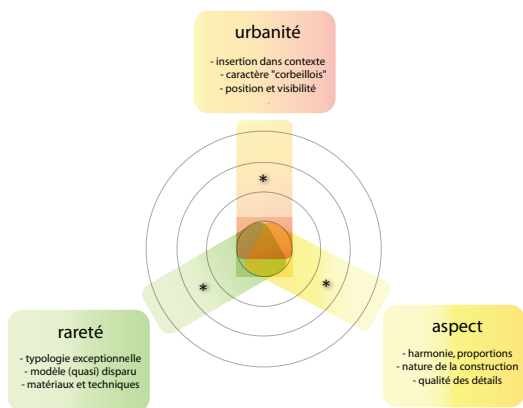 urbanité
- insertion dans contexte
- caractère "corbeillois"
- position et visibilité
-
*
*
*
rareté
- typologie exceptionnelle
- modèle (quasi) disparu
- matériaux et techniques
aspect
- harmonie, proportions
- nature de la construction
- qualité des détails